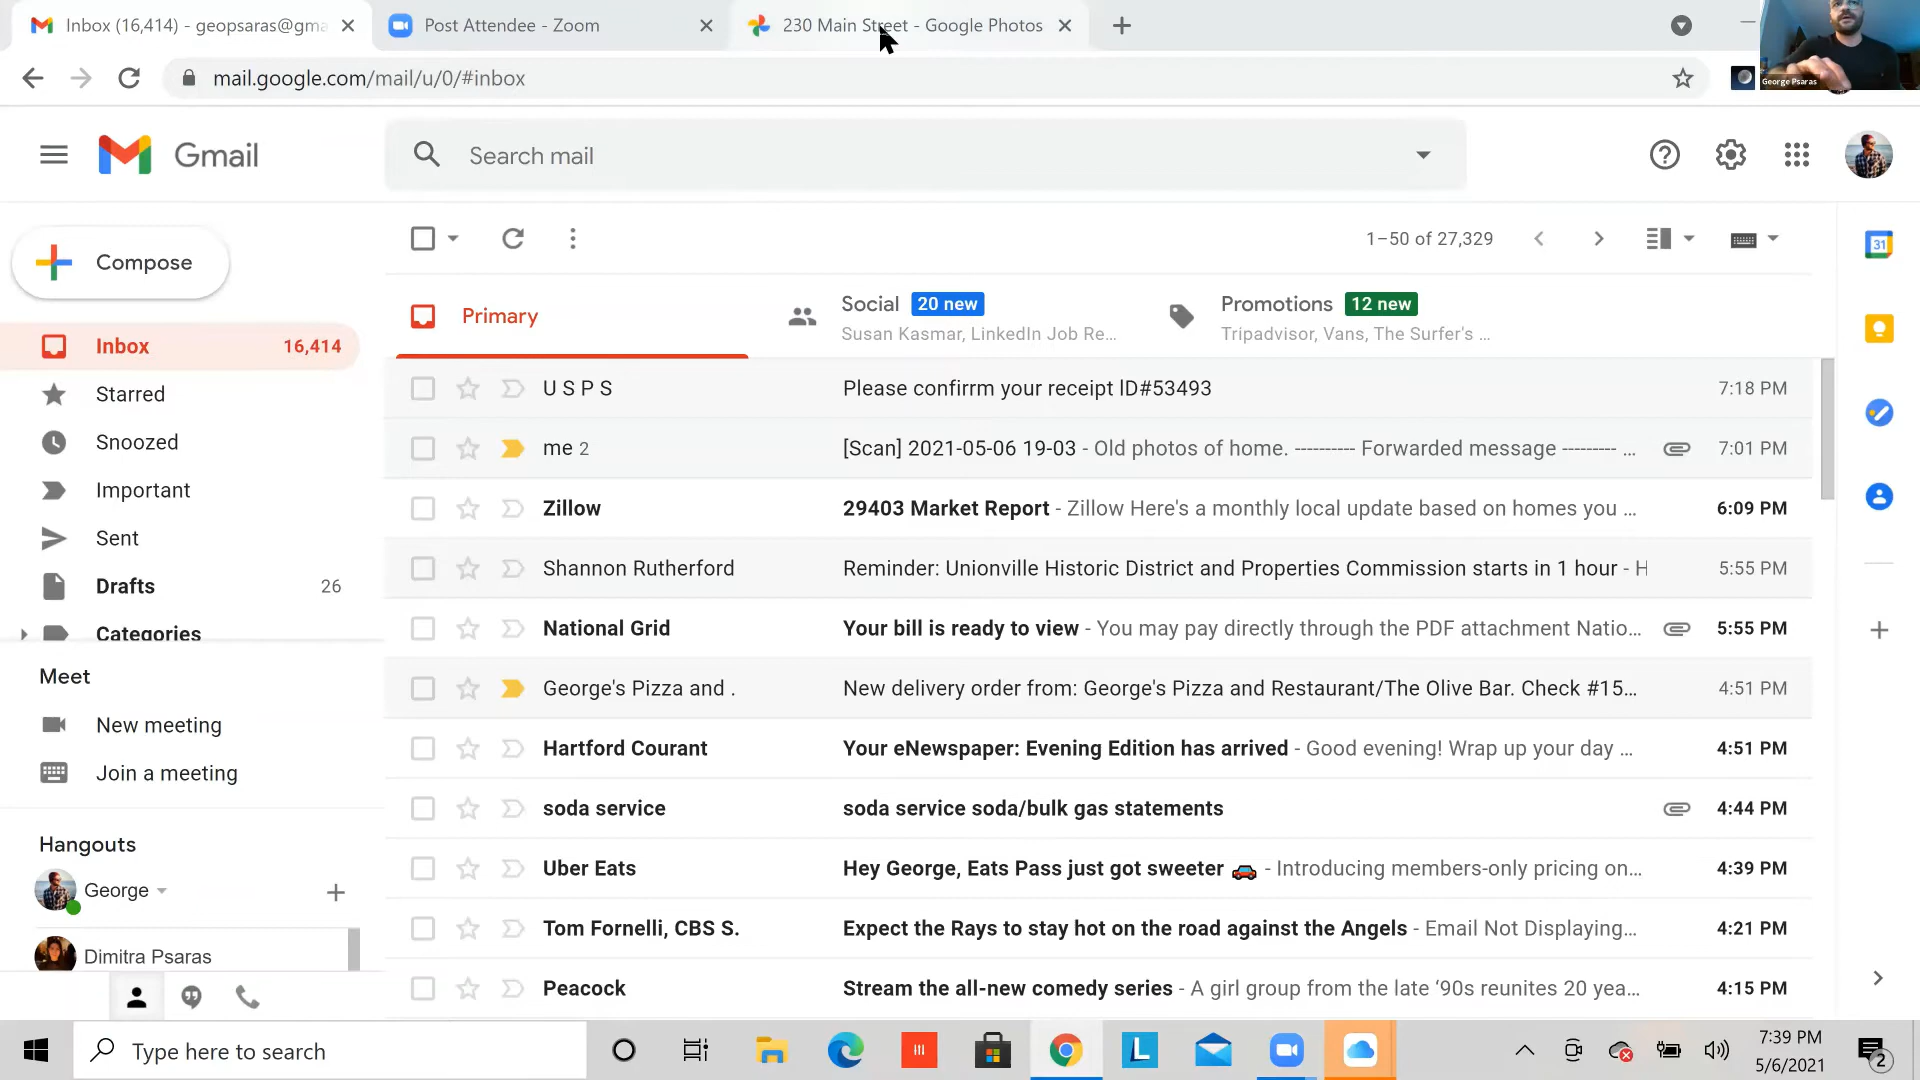 Inbox (16,414) - geopsaras@gma
Post Attendee - Zoom
230 Main Street - Google Photos
mail.google.com/mail/u/0/#inbox
George Psaras
Gmail
Search mail
Compose
1–50 of 27,329
Primary
Social 20 new
Susan Kasmar, LinkedIn Job Re...
Promotions 12 new
Tripadvisor, Vans, The Surfer's ...
Inbox 16,414
Starred
Snoozed
Important
Sent
Drafts 26
Categories
Meet
New meeting
Join a meeting
Hangouts
George
Dimitra Psaras
U S P S Please confirrm your receipt lD#53493 7:18 PM
me 2 [Scan] 2021-05-06 19-03 - Old photos of home. ---------- Forwarded message --------- ... 7:01 PM
Zillow 29403 Market Report - Zillow Here's a monthly local update based on homes you ... 6:09 PM
Shannon Rutherford Reminder: Unionville Historic District and Properties Commission starts in 1 hour - H 5:55 PM
National Grid Your bill is ready to view - You may pay directly through the PDF attachment Natio... 5:55 PM
George's Pizza and . New delivery order from: George's Pizza and Restaurant/The Olive Bar. Check #15... 4:51 PM
Hartford Courant Your eNewspaper: Evening Edition has arrived - Good evening! Wrap up your day ... 4:51 PM
soda service soda service soda/bulk gas statements 4:44 PM
Uber Eats Hey George, Eats Pass just got sweeter 🚗 - Introducing members-only pricing on... 4:39 PM
Tom Fornelli, CBS S. Expect the Rays to stay hot on the road against the Angels - Email Not Displaying... 4:21 PM
Peacock Stream the all-new comedy series - A girl group from the late ‘90s reunites 20 yea... 4:15 PM
31
Type here to search
L
7:39 PM
5/6/2021
2